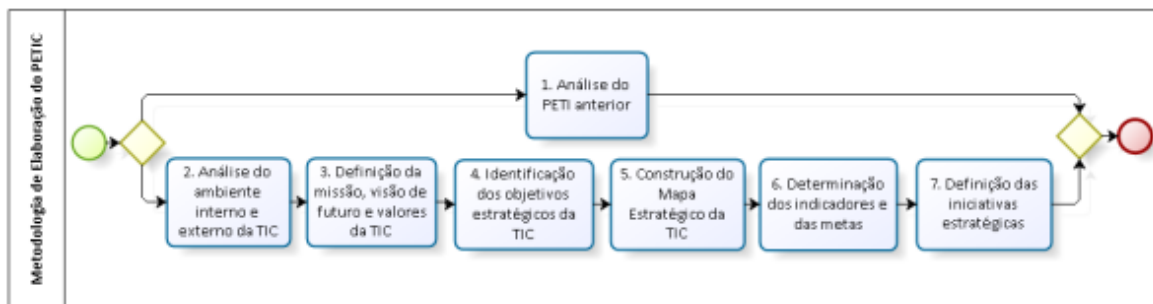 Metodologia de Elaboração do PETIC
1. Análise do
PETI anterior
2. Análise do
ambiente
interno e
externo da TIC
3. Definição da
missão, visão de
futuro e valores
da TIC
4. Identificação
dos objetivos
estratégicos da
TIC
5. Construção do
Mapa
Estratégico da
TIC
6. Determinação
dos indicadores e
das metas
7. Definição das
iniciativas
estratégicas